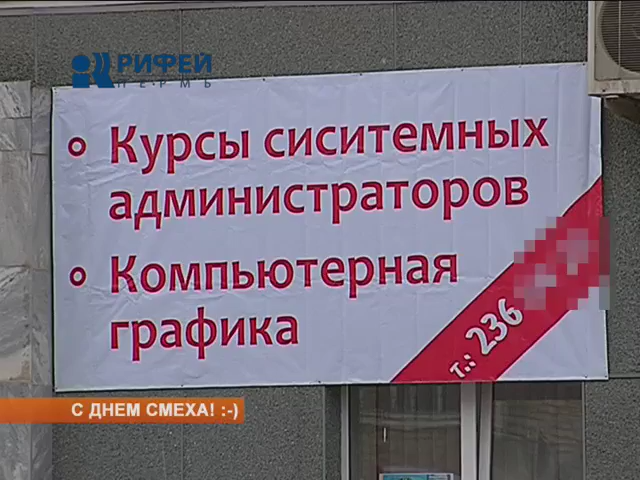 РИФЕЙ
ПЕРМЬ
Курсы сиситемных
администраторов
Компьютерная
графика
т.: 236
С ДНЕМ СМЕХА! :-)